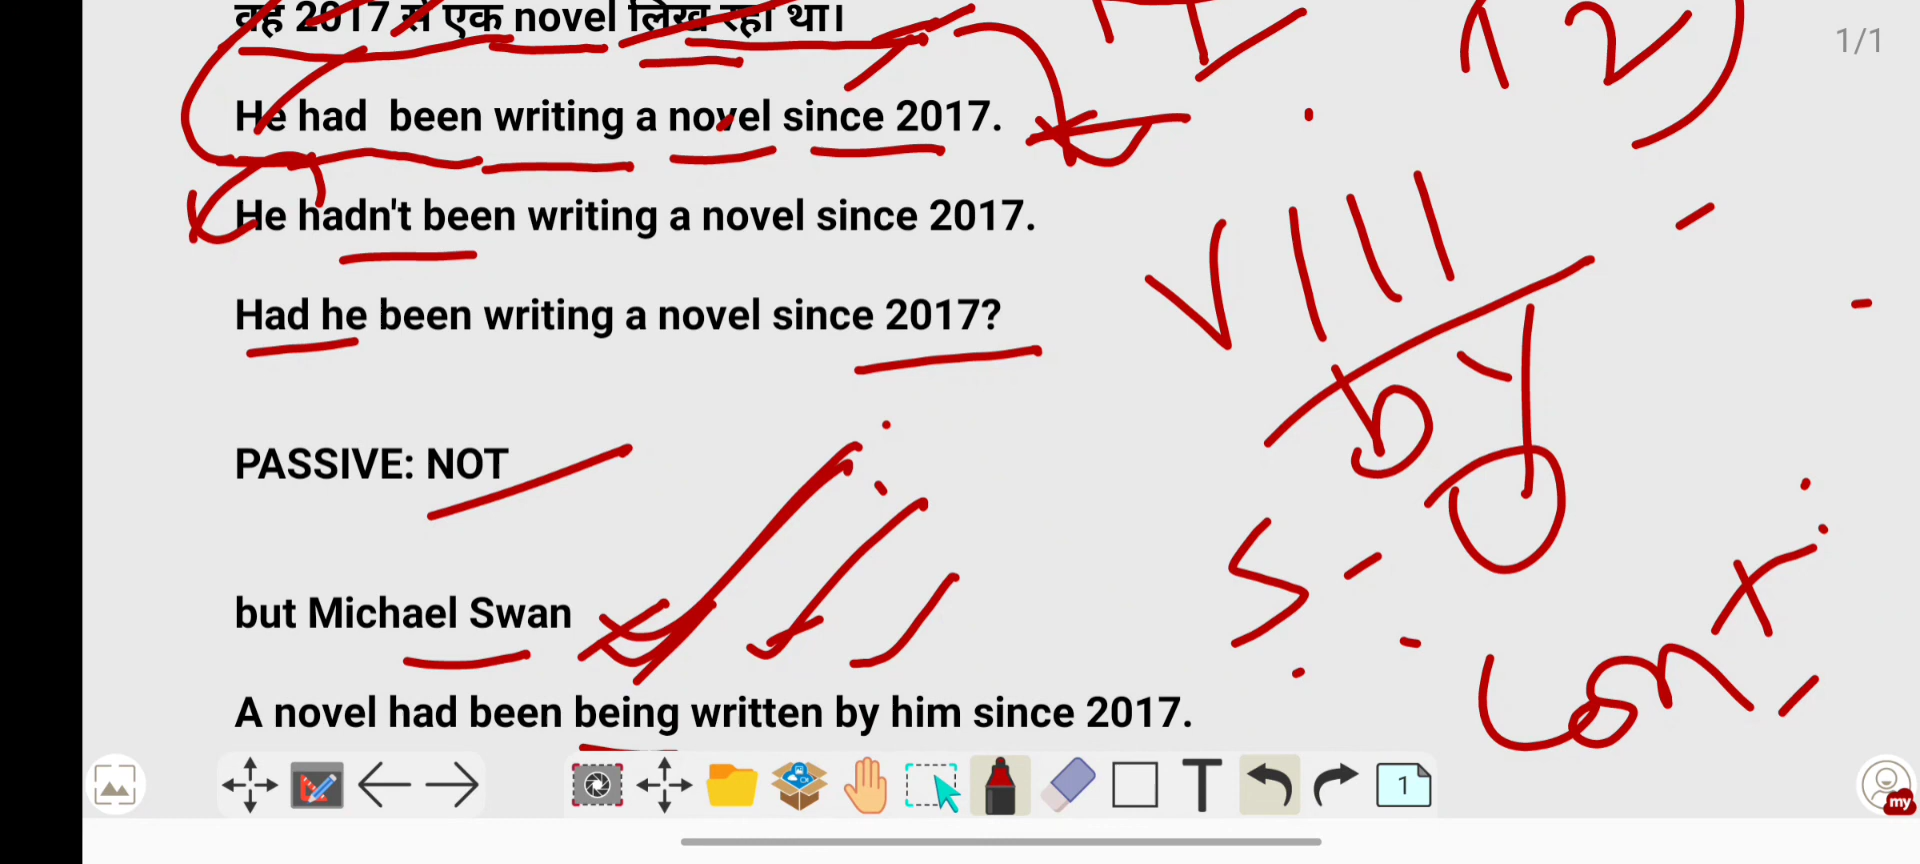 वह 2017 से एक novel लिख रहा था।
1/1
He had been writing a novel since 2017.
He hadn't been writing a novel since 2017.
Had he been writing a novel since 2017?
PASSIVE: NOT
by
but Michael Swan
A novel had been being written by him since 2017.
T
1
my